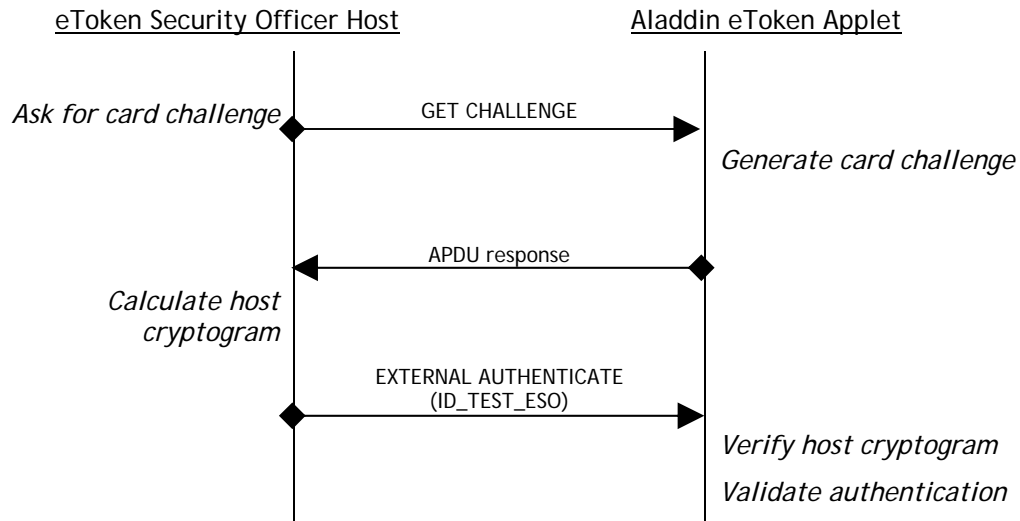 eToken Security Officer Host
Aladdin eToken Applet
Ask for card challenge
GET CHALLENGE
Generate card challenge
APDU response
Calculate host
cryptogram
EXTERNAL AUTHENTICATE
(ID_TEST_ESO)
Verify host cryptogram
Validate authentication